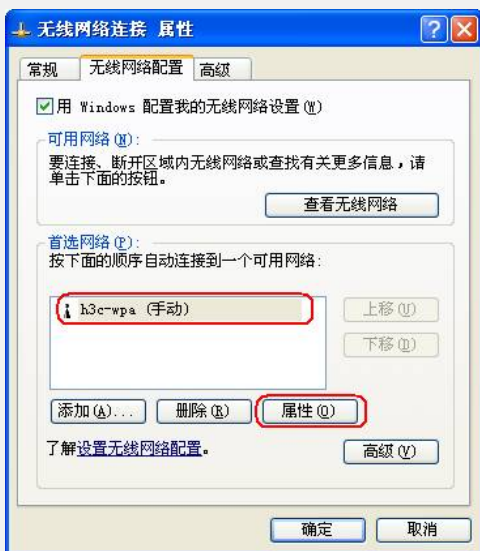 无线网络连接 属性
常规 无线网络配置 高级
用 Windows 配置我的无线网络设置(W)
可用网络(N):
要连接、断开区域内无线网络或查找有关更多信息，请
单击下面的按钮。
查看无线网络
首选网络(P):
按下面的顺序自动连接到一个可用网络:
h3c-wpa (手动)
上移(U)
下移(D)
添加(A)... 删除(R) 属性(O)
了解设置无线网络配置。
高级(V)
确定 取消